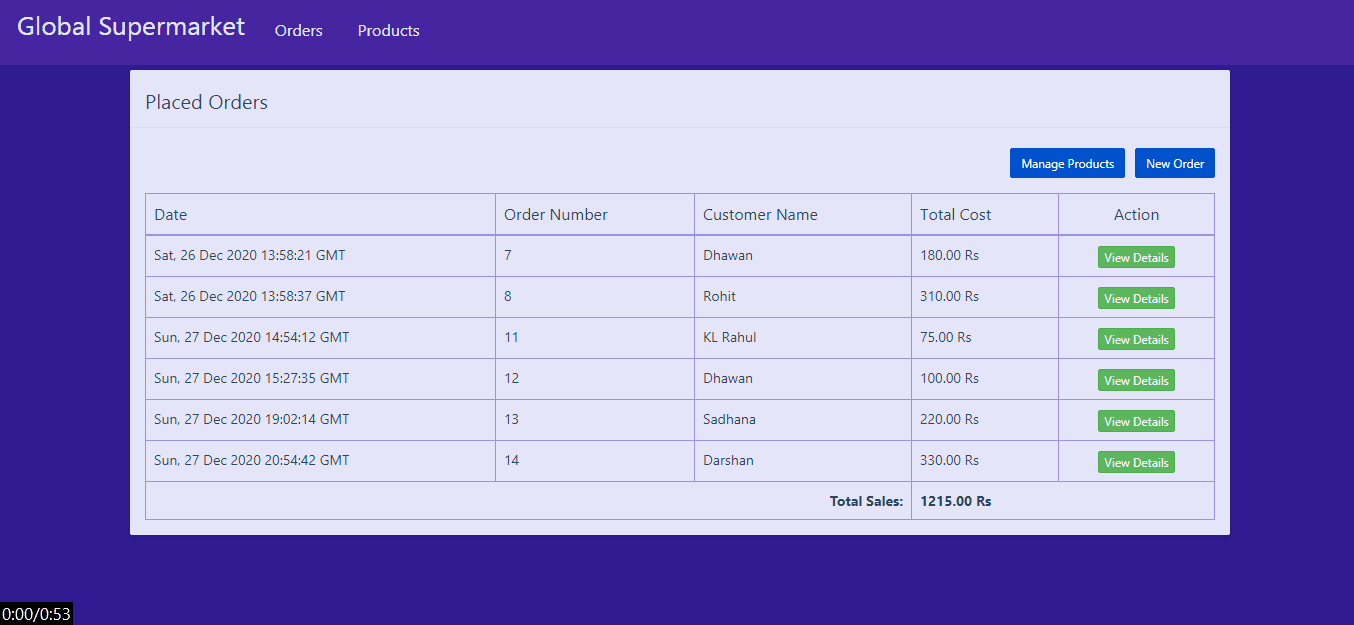 Global Supermarket Orders Products
Placed Orders
Manage Products New Order
Date Order Number Customer Name Total Cost Action
Sat, 26 Dec 2020 13:58:21 GMT 7 Dhawan 180.00 Rs View Details
Sat, 26 Dec 2020 13:58:37 GMT 8 Rohit 310.00 Rs View Details
Sun, 27 Dec 2020 14:54:12 GMT 11 KL Rahul 75.00 Rs View Details
Sun, 27 Dec 2020 15:27:35 GMT 12 Dhawan 100.00 Rs View Details
Sun, 27 Dec 2020 19:02:14 GMT 13 Sadhana 220.00 Rs View Details
Sun, 27 Dec 2020 20:54:42 GMT 14 Darshan 330.00 Rs View Details
Total Sales: 1215.00 Rs
0:00/0:53